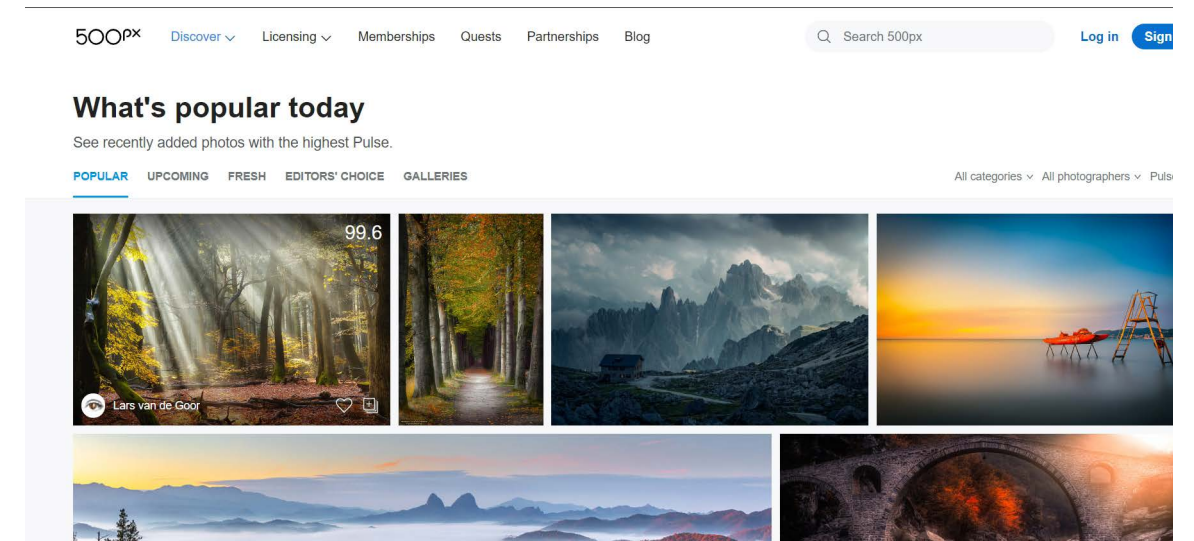 500px Discover Licensing Memberships Quests Partnerships Blog Search 500px Log in Sign
What's popular today
See recently added photos with the highest Pulse.
POPULAR UPCOMING FRESH EDITORS' CHOICE GALLERIES All categories All photographers Pulse
99.6
Lars van de Goor